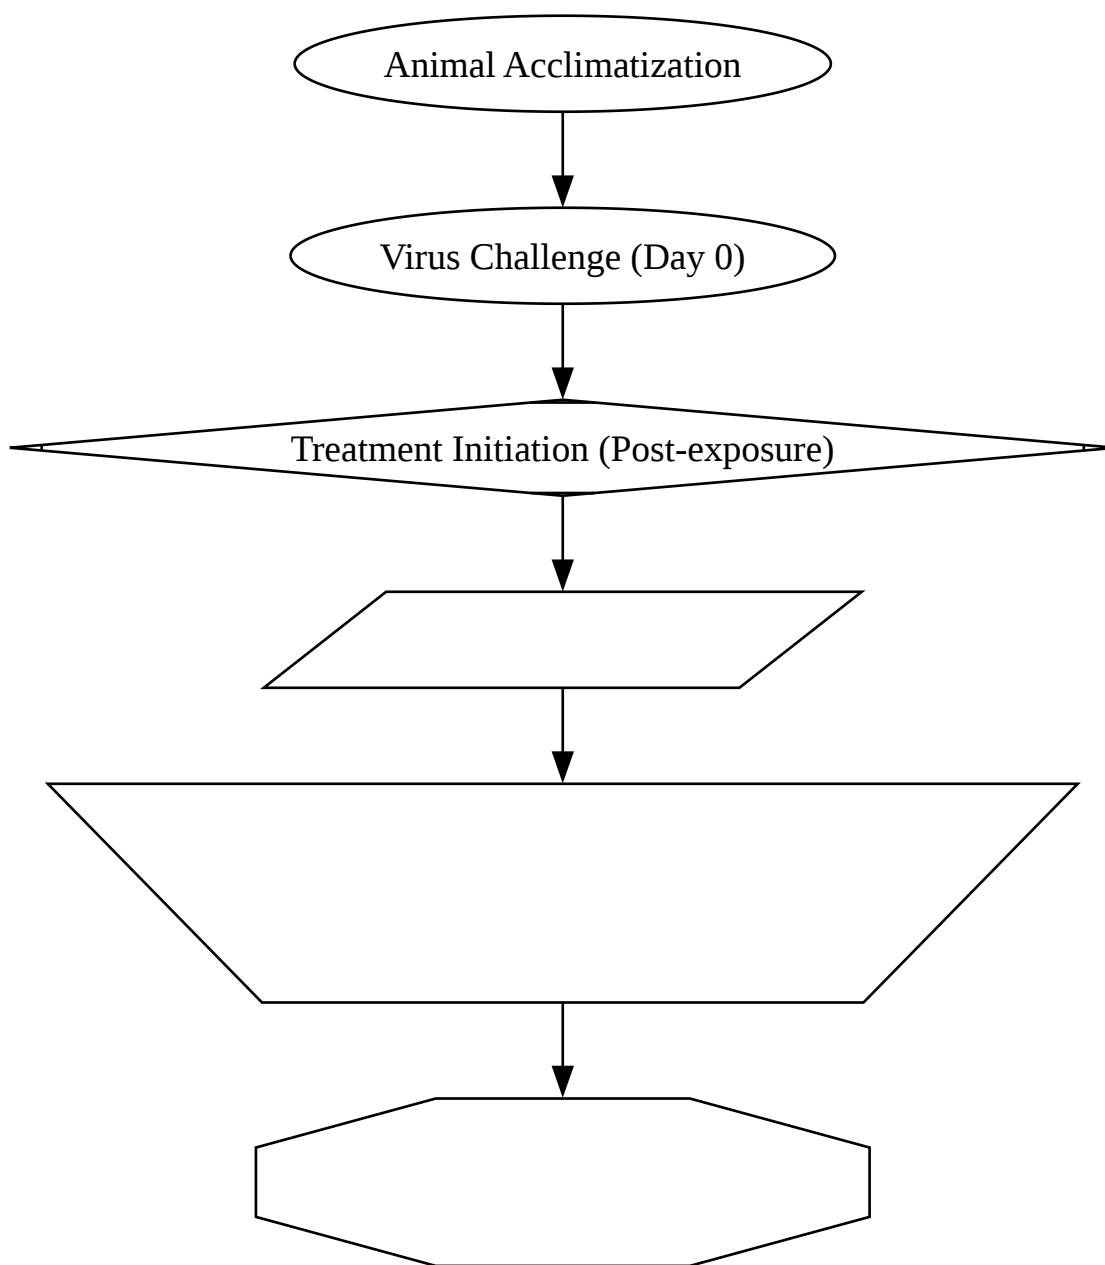 Animal Acclimatization
Virus Challenge (Day 0)
Treatment Initiation (Post-exposure)